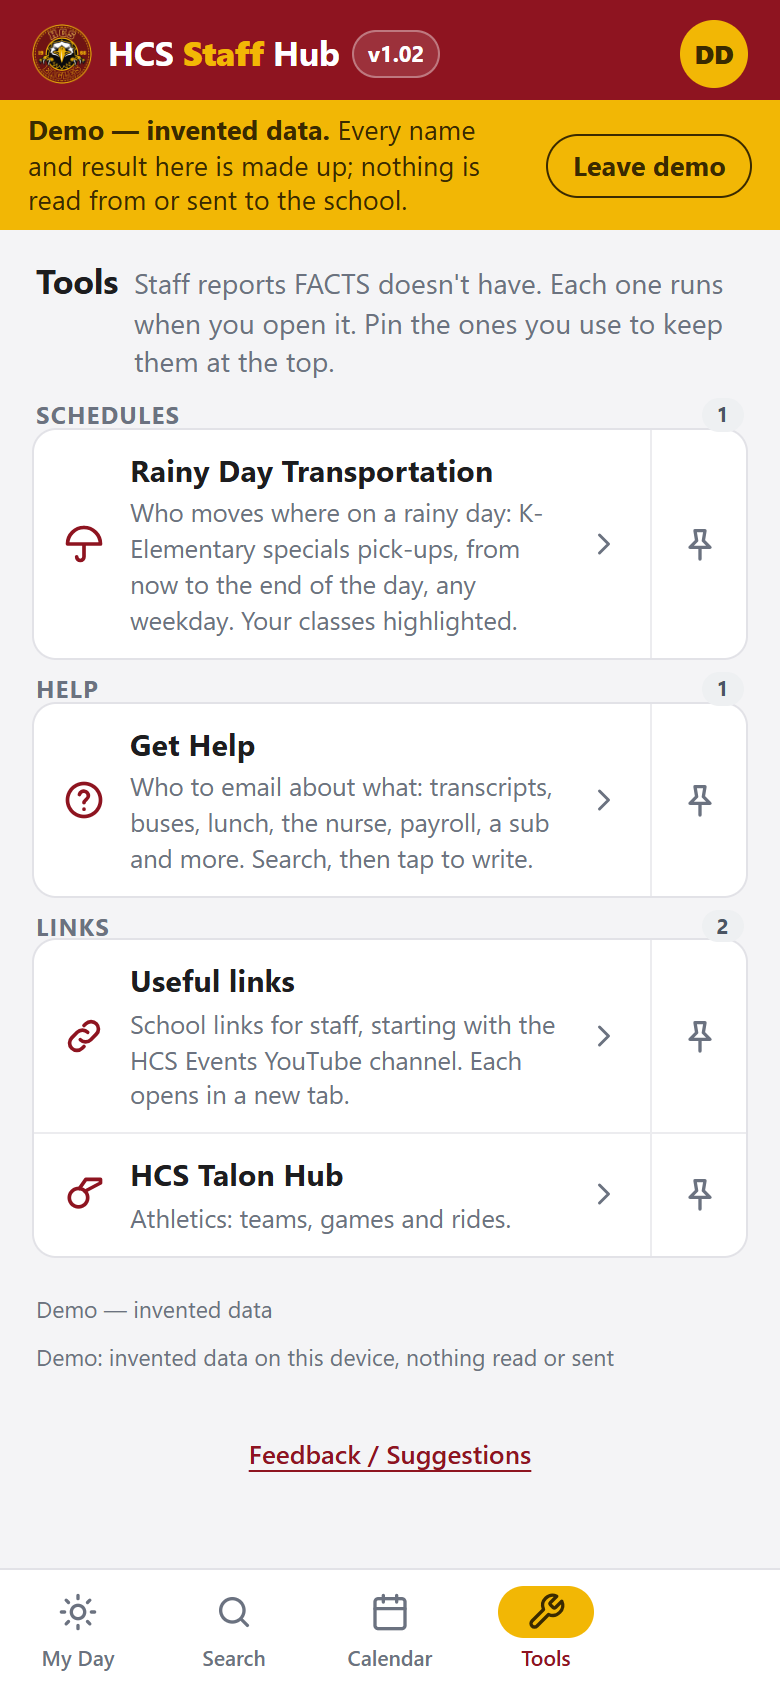 HCS Staff Hub v1.02
DD
Demo — invented data. Every name
and result here is made up; nothing is
read from or sent to the school.
Leave demo
Tools
Staff reports FACTS doesn't have. Each one runs
when you open it. Pin the ones you use to keep
them at the top.
SCHEDULES
1
Rainy Day Transportation
Who moves where on a rainy day: K-
Elementary specials pick-ups, from
now to the end of the day, any
weekday. Your classes highlighted.
HELP
1
Get Help
Who to email about what: transcripts,
buses, lunch, the nurse, payroll, a sub
and more. Search, then tap to write.
LINKS
2
Useful links
School links for staff, starting with the
HCS Events YouTube channel. Each
opens in a new tab.
HCS Talon Hub
Athletics: teams, games and rides.
Demo — invented data
Demo: invented data on this device, nothing read or sent
Feedback / Suggestions
My Day
Search
Calendar
Tools